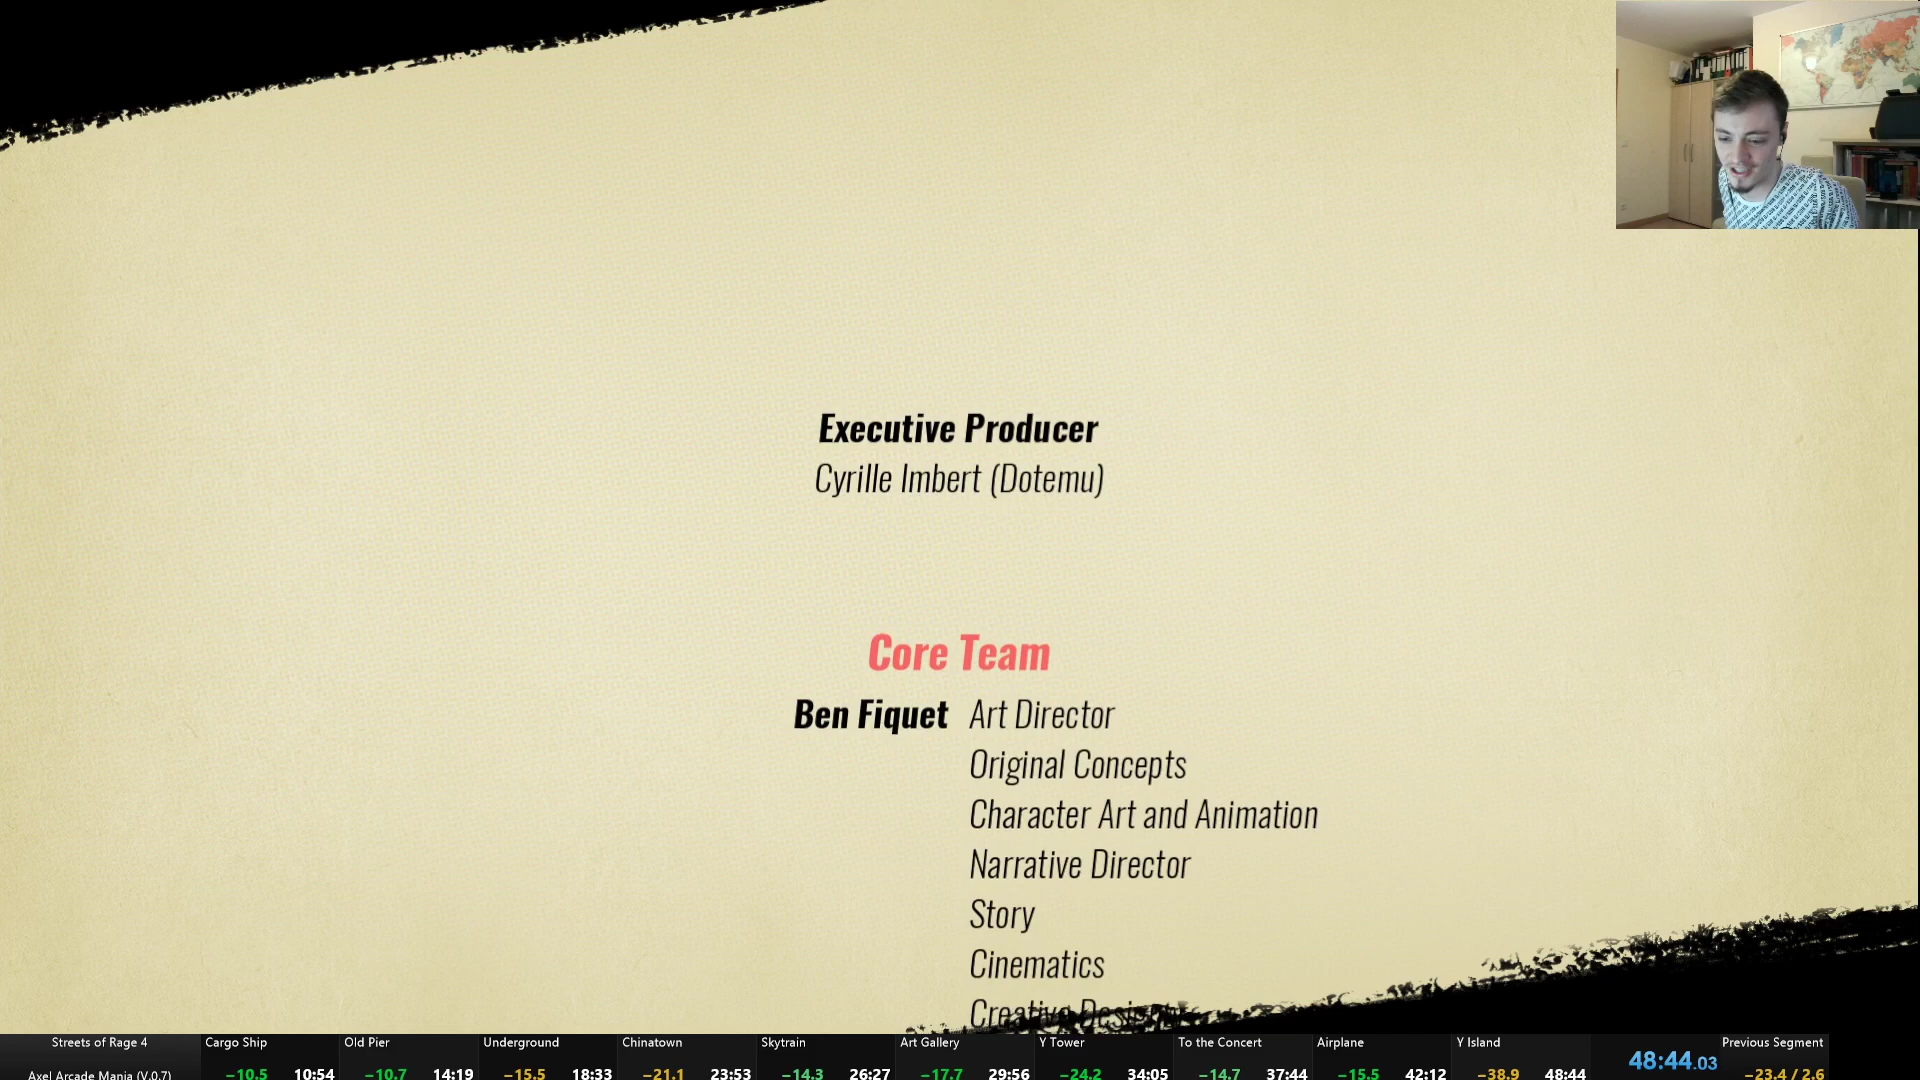 Executive Producer
Cyrille Imbert (Dotemu)
Core Team
Ben Fiquet Art Director
Original Concepts
Character Art and Animation
Narrative Director
Story
Cinematics
Creative Designer
Streets of Rage 4 Cargo Ship Old Pier Underground Chinatown Skytrain Art Gallery Y Tower To the Concert Airplane Y Island 48:44.03 Previous Segment
Axel Arcade Mania (V.0.7) −10.5 10:54 −10.7 14:19 −15.5 18:33 −21.1 23:53 −14.3 26:27 −17.7 29:56 −24.2 34:05 −14.7 37:44 −15.5 42:12 −38.9 48:44 −23.4 / 2.6